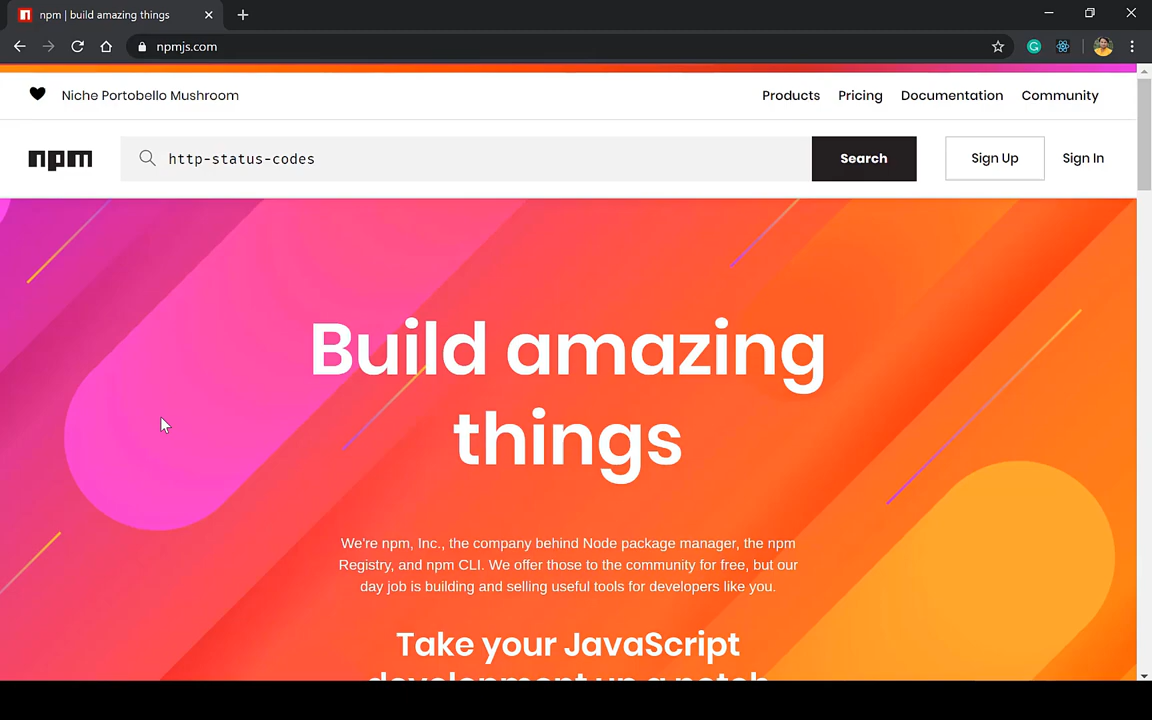 npm | build amazing things
npmjs.com
Niche Portobello Mushroom
Products Pricing Documentation Community
npm http-status-codes Search Sign Up Sign In
Build amazing
things
We're npm, Inc., the company behind Node package manager, the npm
Registry, and npm CLI. We offer those to the community for free, but our
day job is building and selling useful tools for developers like you.
Take your JavaScript
development up a notch